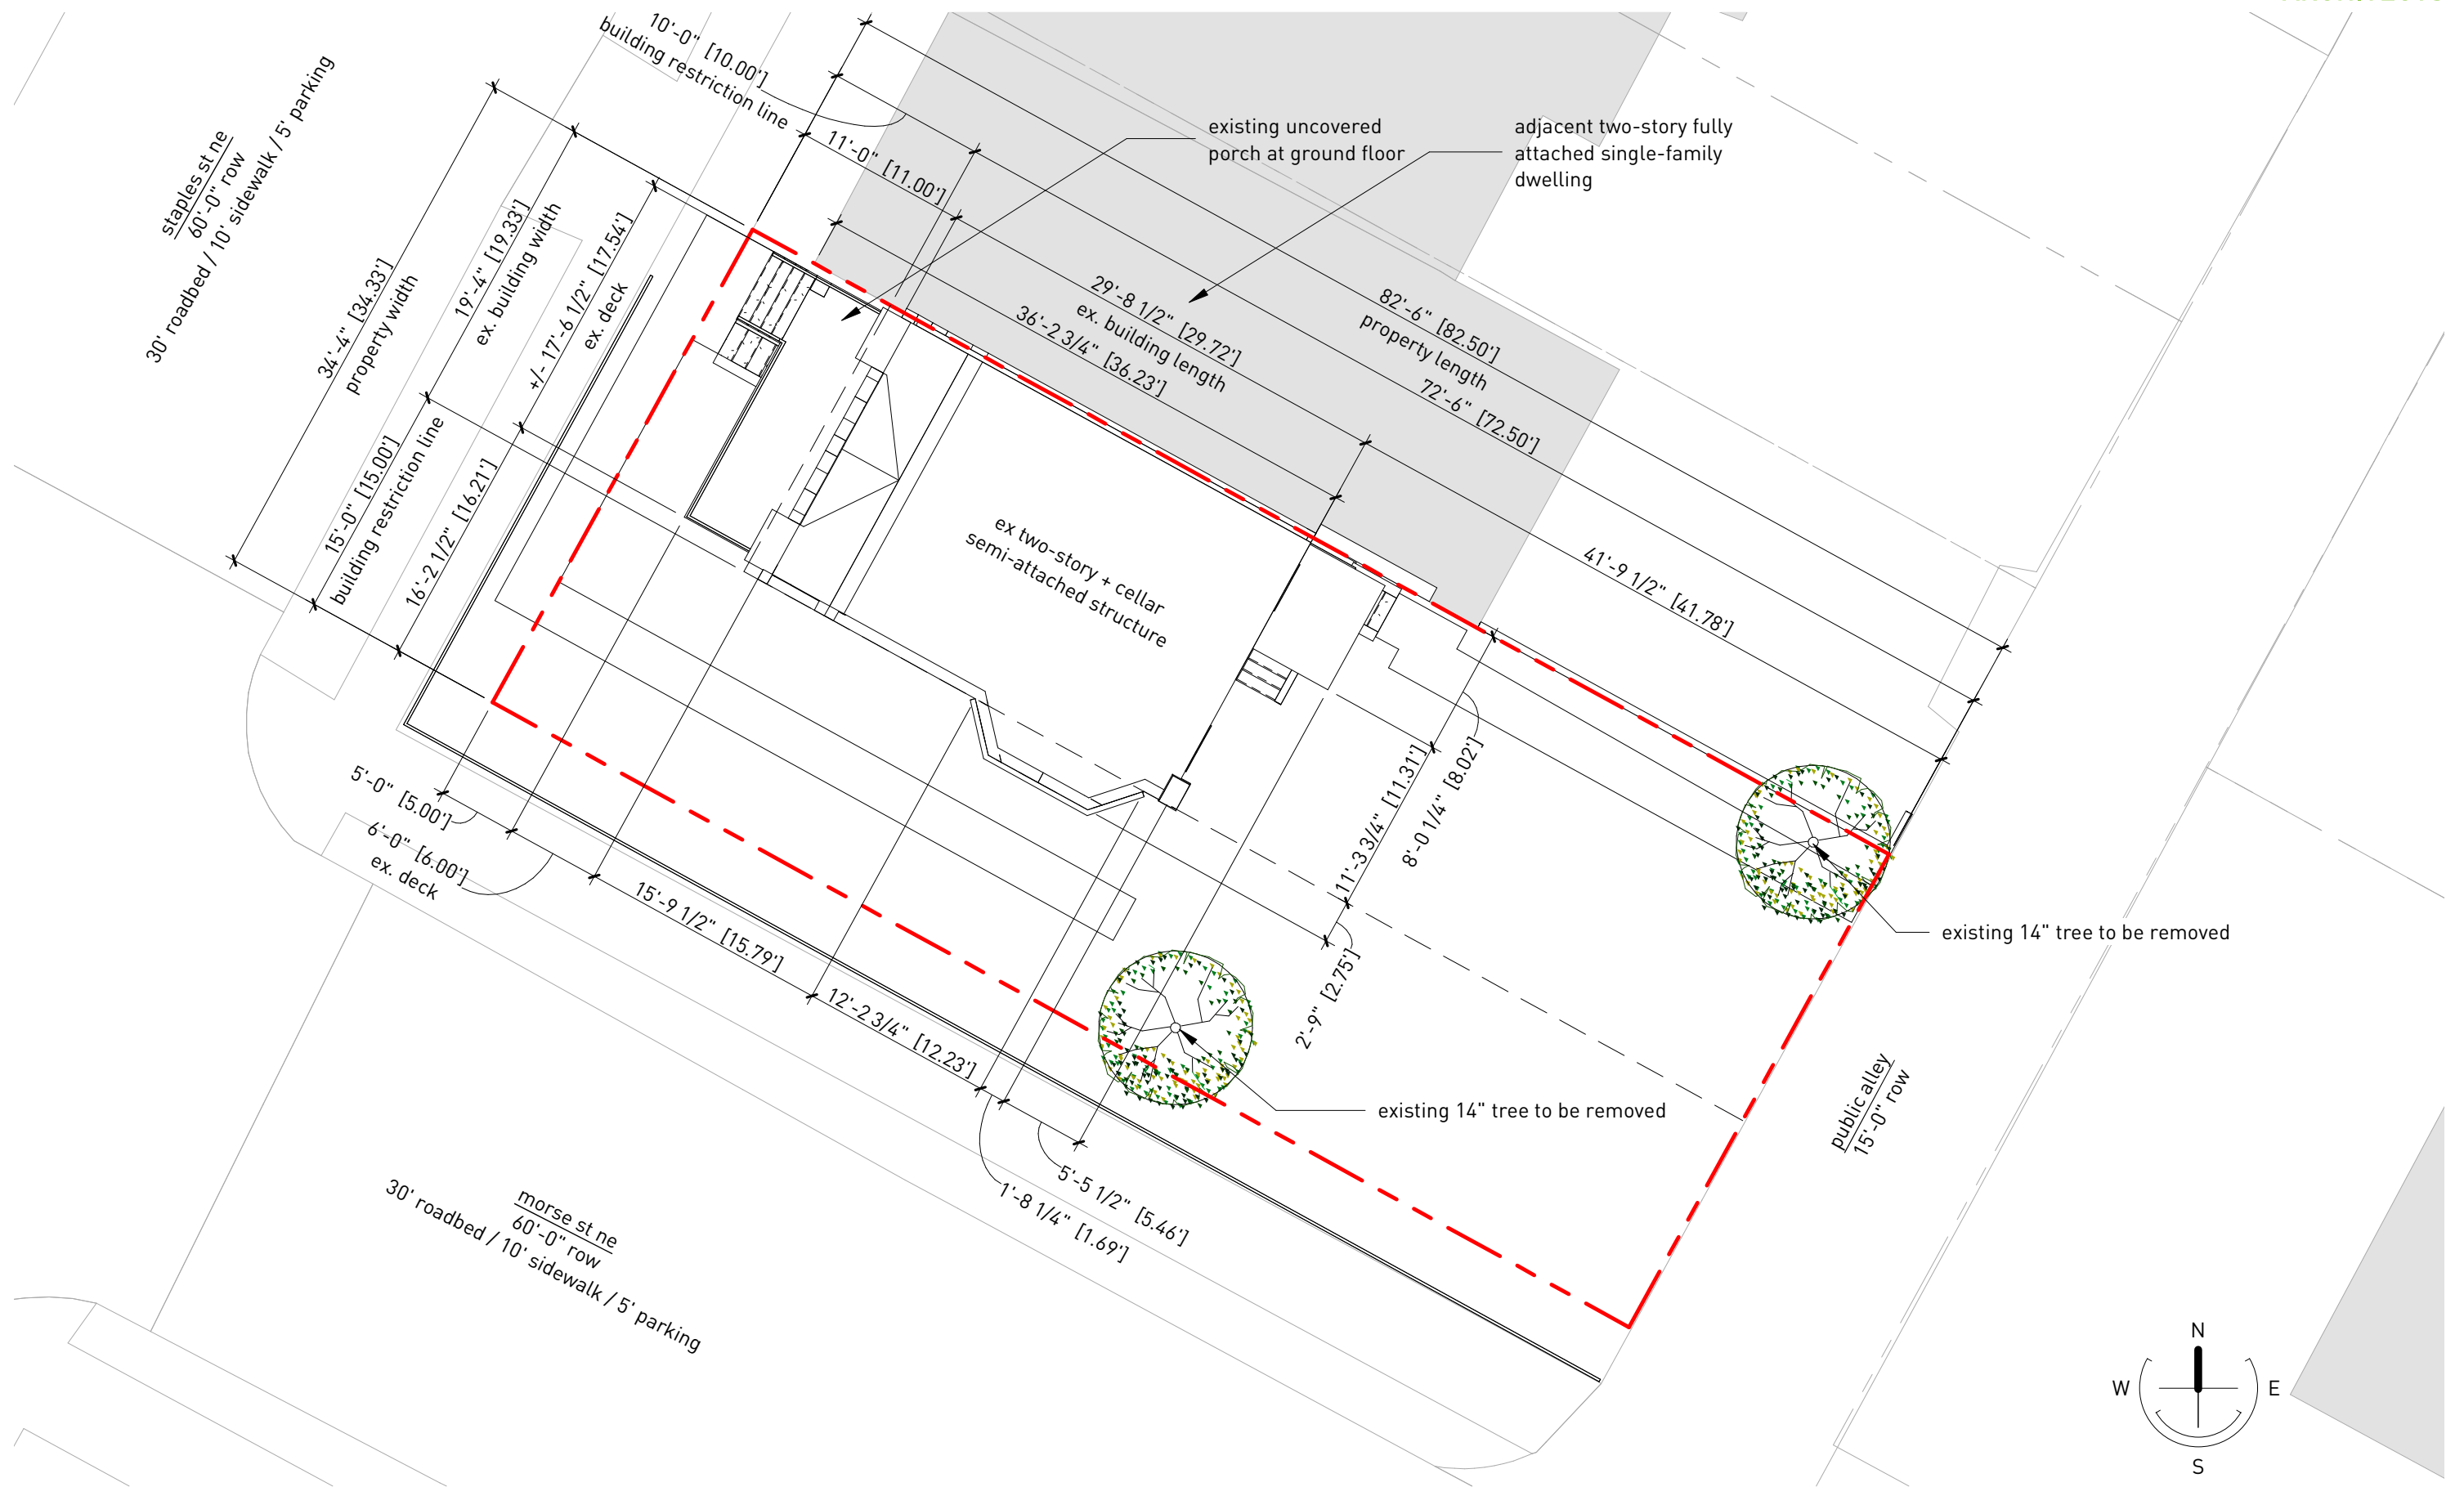 10'-0" [10.00']
building restriction line
staples st ne
60'-0" row
30' roadbed / 10' sidewalk / 5' parking
existing uncovered
porch at ground floor
adjacent two-story fully
attached single-family
dwelling
11'-0" [11.00']
34'-4" [34.33']
property width
19'-4" [19.33']
ex. building width
+/- 17'-6 1/2" [17.54']
ex. deck
15'-0" [15.00']
building restriction line
16'-2 1/2" [16.21']
82'-6" [82.50']
property length
72'-6" [72.50']
29'-8 1/2" [29.72']
ex. building length
36'-2 3/4" [36.23']
41'-9 1/2" [41.78']
ex two-story + cellar
semi-attached structure
11'-3 3/4" [11.31']
8'-0 1/4" [8.02']
2'-9" [2.75']
5'-0" [5.00']
6'-0" [6.00']
ex. deck
15'-9 1/2" [15.79']
12'-2 3/4" [12.23']
1'-8 1/4" [1.69']
5'-5 1/2" [5.46']
existing 14" tree to be removed
existing 14" tree to be removed
public alley
15'-0" row
morse st ne
60'-0" row
30' roadbed / 10' sidewalk / 5' parking
N
W
E
S